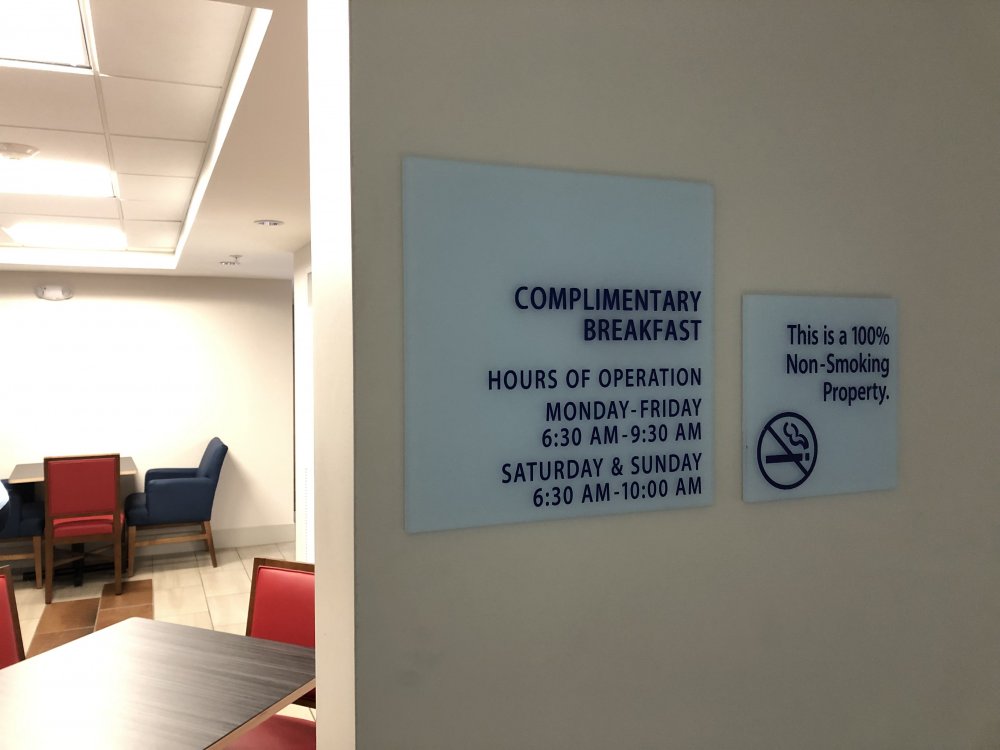 COMPLIMENTARY
BREAKFAST
HOURS OF OPERATION
MONDAY-FRIDAY
6:30 AM-9:30 AM
SATURDAY & SUNDAY
6:30 AM-10:00 AM
This is a 100%
Non-Smoking
Property.